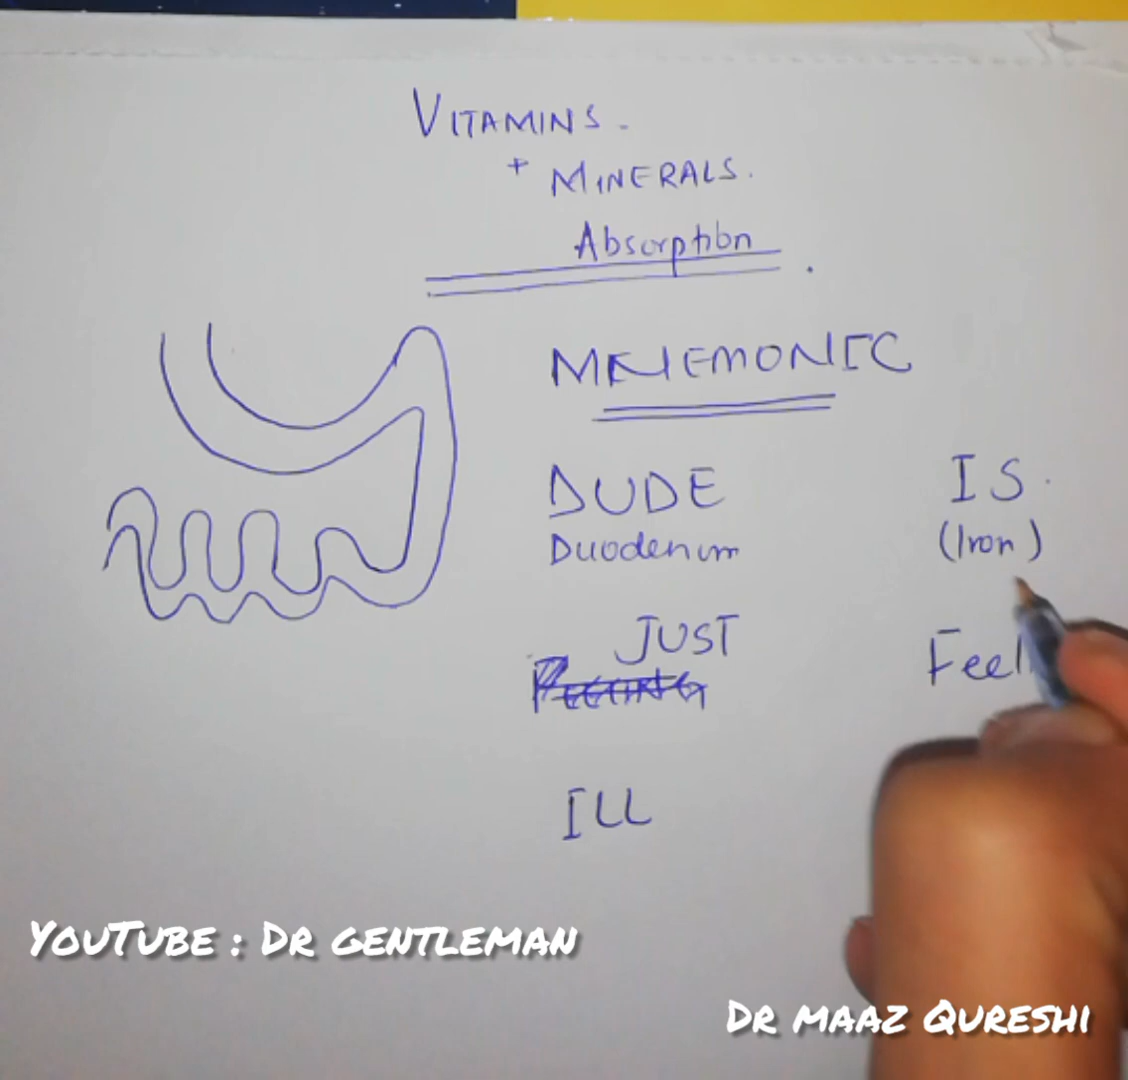 VITAMINS.
+ MINERALS.
Absorption
MNEMONIC
DUDE IS.
Duodenum (Iron)
JUST Feel
ILL
YOUTUBE : DR GENTLEMAN
DR MAAZ QURESHI